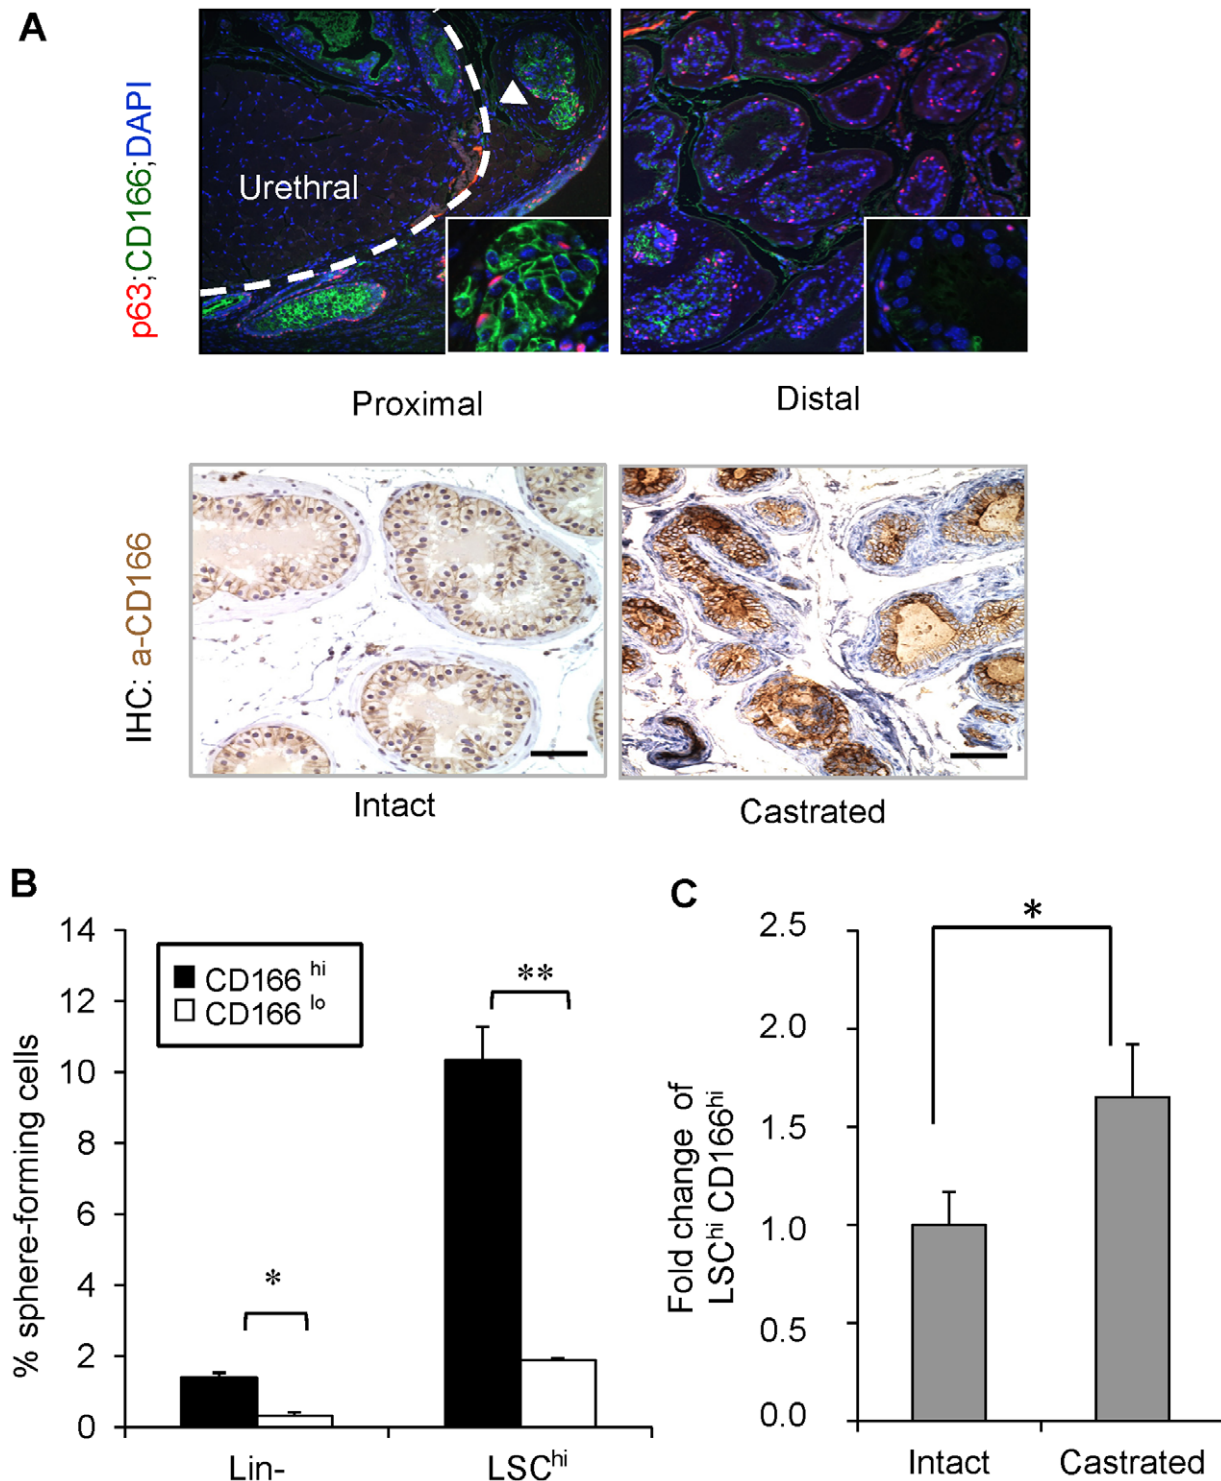 A
p63;CD166;DAPI
Urethral
Proximal
Distal
IHC: a-CD166
Intact
Castrated
B
% sphere-forming cells
14
12
10
8
6
4
2
0
CD166 hi
CD166 lo
*
**
Lin-
LSChi
C
Fold change of
LSChi CD166hi
2.5
2.0
1.5
1.0
0.5
0.0
*
Intact
Castrated